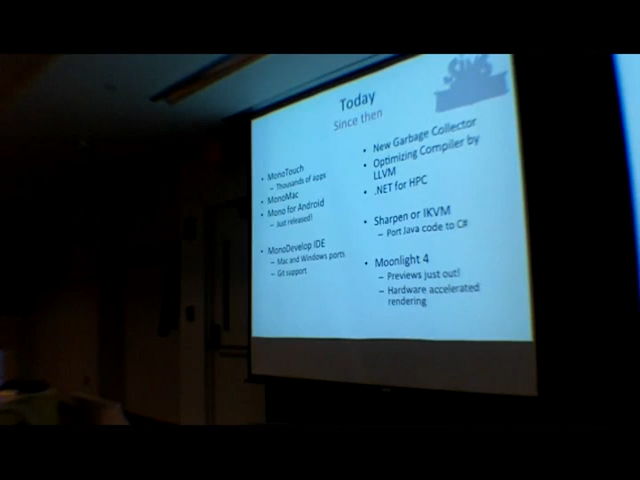 Today
Since then
• MonoTouch
– Thousands of apps
• MonoMac
• Mono for Android
– Just released!
• MonoDevelop IDE
– Mac and Windows ports
– Git support
• New Garbage Collector
• Optimizing Compiler by
LLVM
• .NET for HPC
• Sharpen or IKVM
– Port Java code to C#
• Moonlight 4
– Previews just out!
– Hardware accelerated
rendering